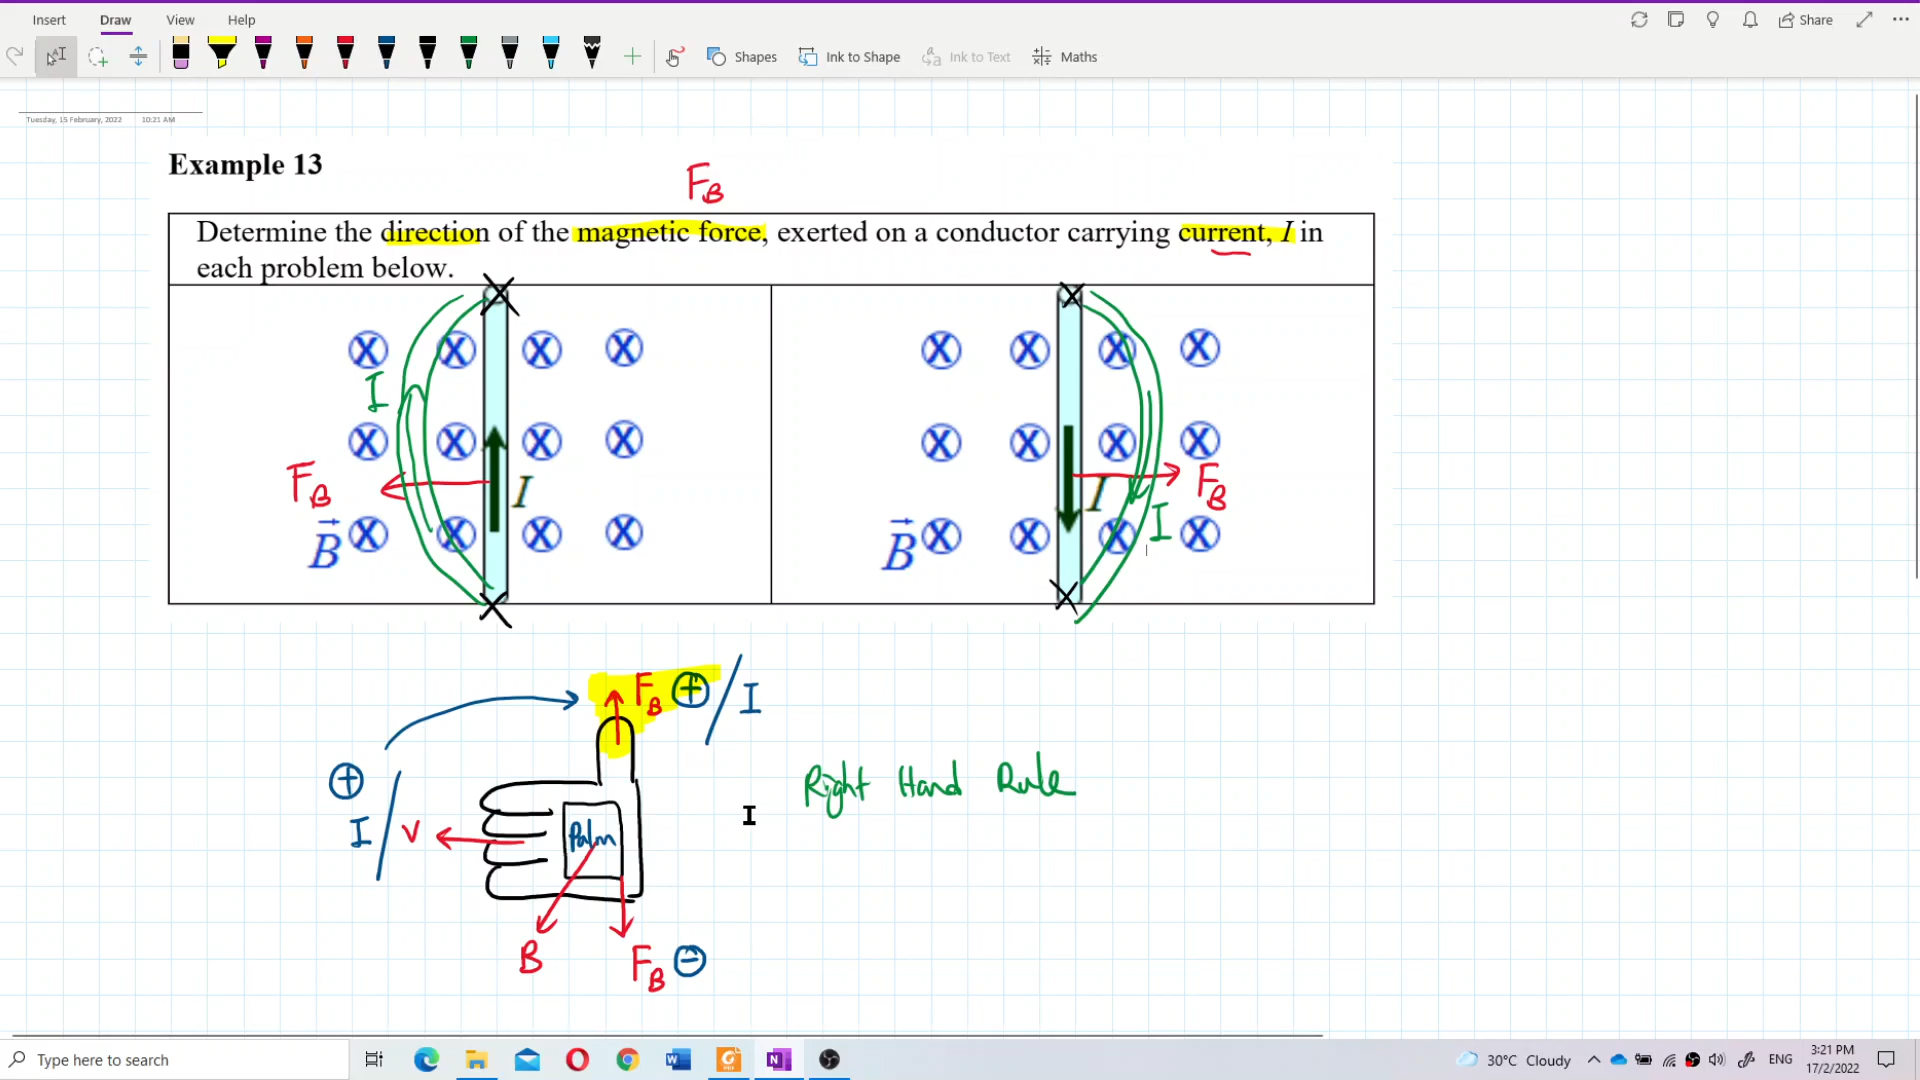 Insert Draw View Help Share
Shapes Ink to Shape Ink to Text Maths
Tuesday, 15 February, 2022 10:21 AM
Example 13
F_B
Determine the direction of the magnetic force, exerted on a conductor carrying current, I in
each problem below.
I
F_B
I
B
I
F_B
I
B
F_B + / I
+
I / V
Palm
Right Hand Rule
B
F_B −
Type here to search
30°C Cloudy
ENG
3:21 PM
17/2/2022